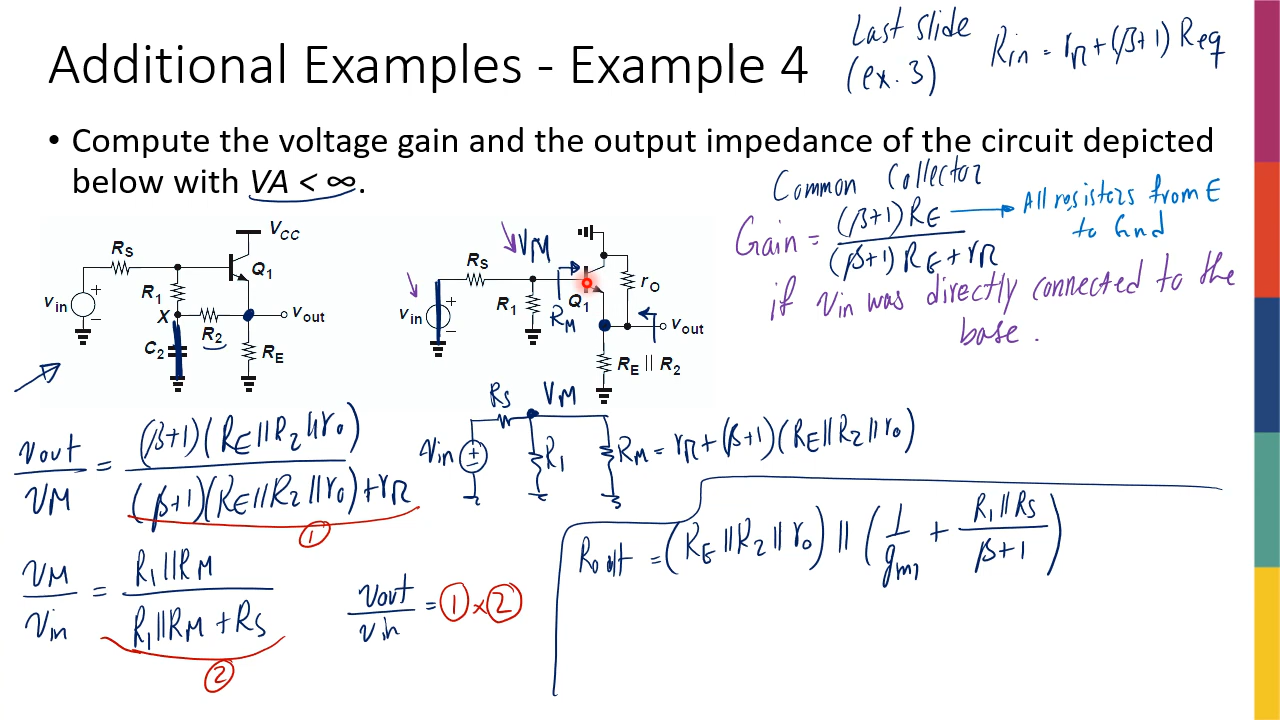 Additional Examples - Example 4
Last slide
(ex. 3)
Rin = rπ + (β+1) Req
• Compute the voltage gain and the output impedance of the circuit depicted
below with VA < ∞.
Common Collector
Gain = (β+1) RE / (β+1) RE + rπ
All resisters from E
to Gnd
if vin was directly connected to the
base.
VCC
RS
Q1
R1
vin
X
R2
Vout
C2
RE
VM
RS
rO
R1
Q1
RM
vin
Vout
RE || R2
RS
VM
vin
R1
RM = rπ + (β+1)(RE || R2 || ro)
vout / vM = (β+1)(RE || R2 || ro) / (β+1)(RE || R2 || ro) + rπ
①
vM / vin = R1 || RM / R1 || RM + RS
②
vout / vin = ① × ②
Rout = (RE || R2 || ro) || (1 / gm1 + R1 || RS / β+1)